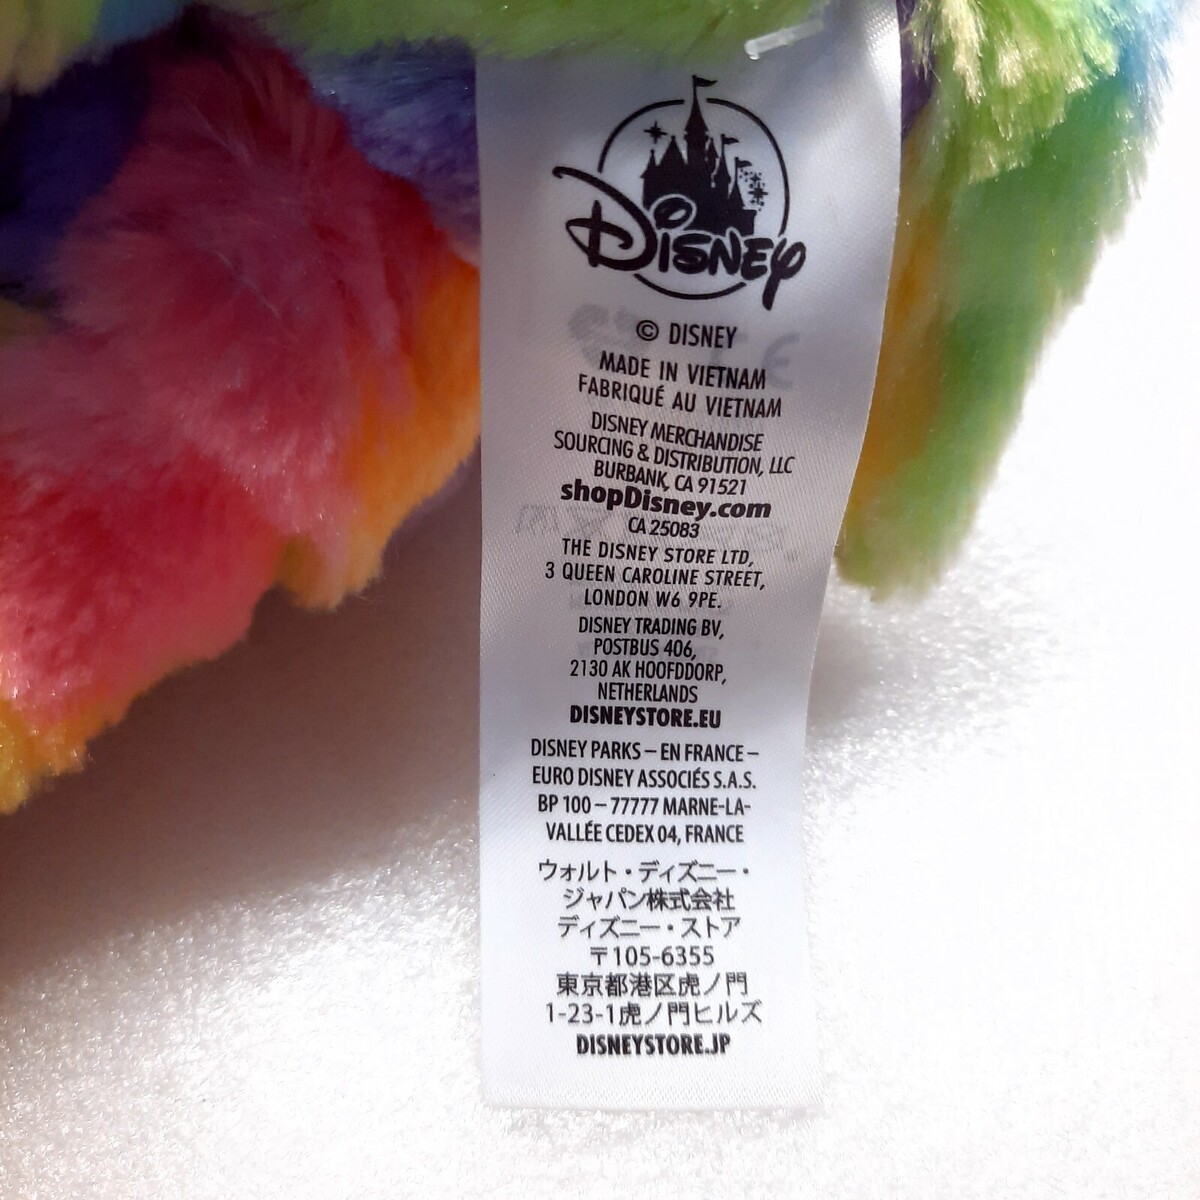 Disney
© DISNEY
MADE IN VIETNAM
FABRIQUÉ AU VIETNAM
DISNEY MERCHANDISE
SOURCING & DISTRIBUTION, LLC
BURBANK, CA 91521
shopDisney.com
CA 25083
THE DISNEY STORE LTD,
3 QUEEN CAROLINE STREET,
LONDON W6 9PE.
DISNEY TRADING BV,
POSTBUS 406,
2130 AK HOOFDDORP,
NETHERLANDS
DISNEYSTORE.EU
DISNEY PARKS – EN FRANCE –
EURO DISNEY ASSOCIÉS S.A.S.
BP 100 – 77777 MARNE-LA-
VALLÉE CEDEX 04, FRANCE
ウォルト・ディズニー・
ジャパン株式会社
ディズニー・ストア
〒105-6355
東京都港区虎ノ門
1-23-1虎ノ門ヒルズ
DISNEYSTORE.JP